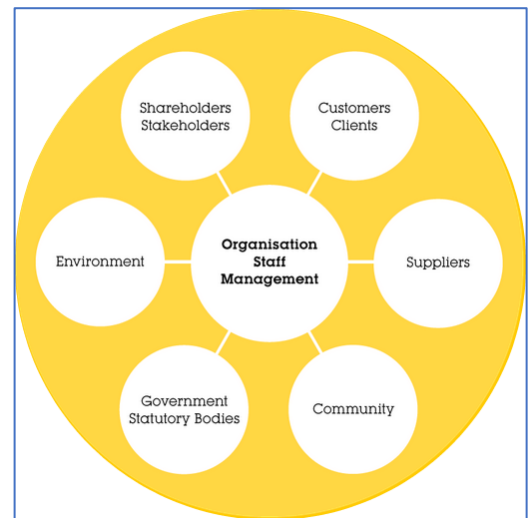 Shareholders
Stakeholders
Customers
Clients
Environment
Organisation
Staff
Management
Suppliers
Government
Statutory Bodies
Community